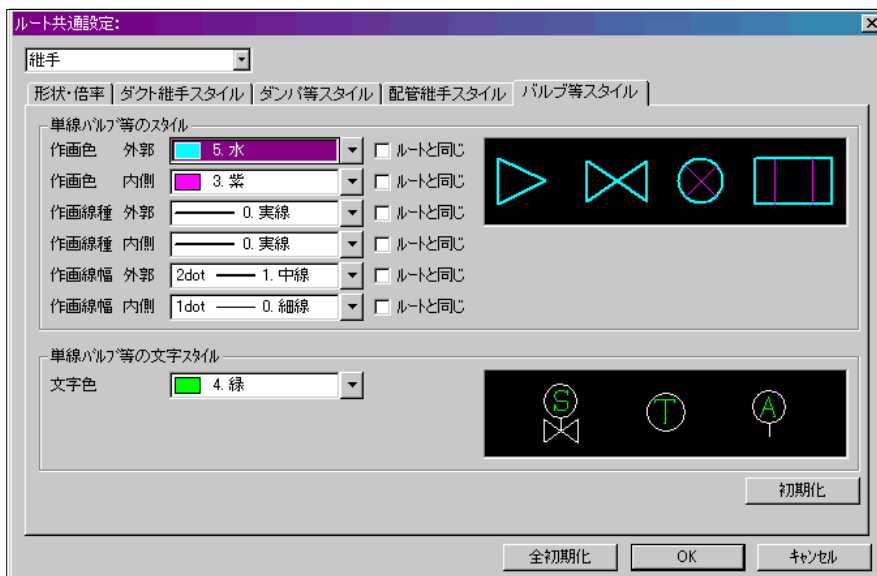 ルート共通設定:
継手
形状・倍率 ダクト継手スタイル ダンパ等スタイル 配管継手スタイル バルブ等スタイル
単線ﾊﾞﾙﾌﾞ等のｽﾀｲﾙ
作画色 外郭 5. 水 ルートと同じ
作画色 内側 3. 紫 ルートと同じ
作画線種 外郭 0. 実線 ルートと同じ
作画線種 内側 0. 実線 ルートと同じ
作画線幅 外郭 2dot 1. 中線 ルートと同じ
作画線幅 内側 1dot 0. 細線 ルートと同じ
単線ﾊﾞﾙﾌﾞ等の文字ｽﾀｲﾙ
文字色 4. 緑
S T A
初期化
全初期化 OK ｷｬﾝｾﾙ